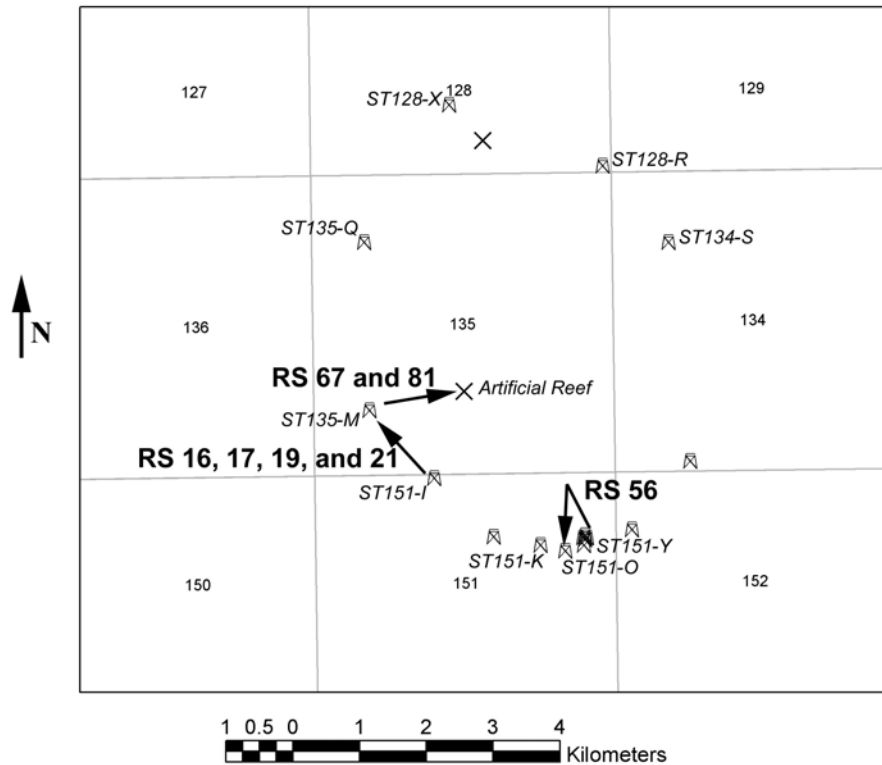 127
128
129
ST128-X
ST128-R
ST135-Q
ST134-S
136
135
134
N
RS 67 and 81
Artificial Reef
ST135-M
RS 16, 17, 19, and 21
ST151-I
RS 56
ST151-Y
ST151-K
ST151-O
150
151
152
1 0.5 0 1 2 3 4
Kilometers